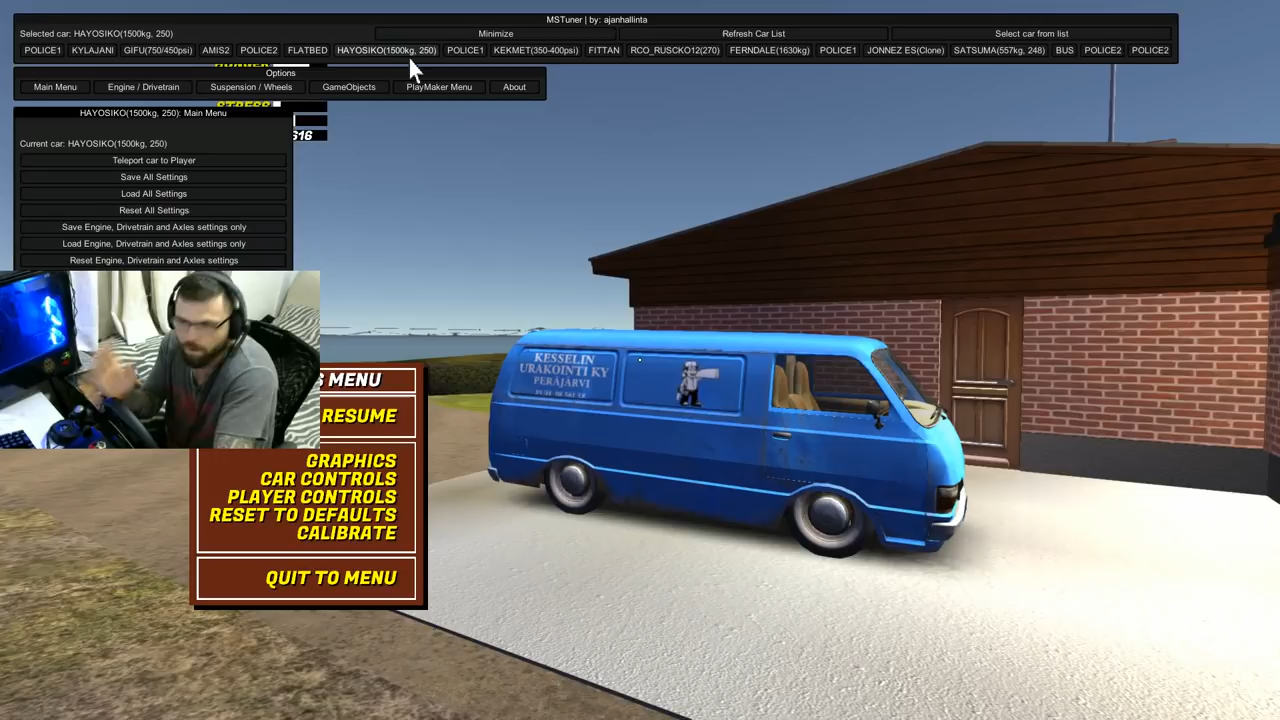 MSTuner | by: ajanhallinta
Selected car: HAYOSIKO(1500kg, 250) Minimize Refresh Car List Select car from list
POLICE1 KYLAJANI GIFU(750/450psi) AMIS2 POLICE2 FLATBED HAYOSIKO(1500kg, 250) POLICE1 KEKMET(350-400psi) FITTAN RCO_RUSCKO12(270) FERNDALE(1630kg) POLICE1 JONNEZ ES(Clone) SATSUMA(557kg, 248) BUS POLICE2 POLICE2
Options
Main Menu Engine / Drivetrain Suspension / Wheels GameObjects PlayMaker Menu About
STRESS
HAYOSIKO(1500kg, 250): Main Menu
616
Current car: HAYOSIKO(1500kg, 250)
Teleport car to Player
Save All Settings
Load All Settings
Reset All Settings
Save Engine, Drivetrain and Axles settings only
Load Engine, Drivetrain and Axles settings only
Reset Engine, Drivetrain and Axles settings
KESSELIN
URAKOINTI KY
PERÄJÄRVI
MENU
RESUME
GRAPHICS
CAR CONTROLS
PLAYER CONTROLS
RESET TO DEFAULTS
CALIBRATE
QUIT TO MENU